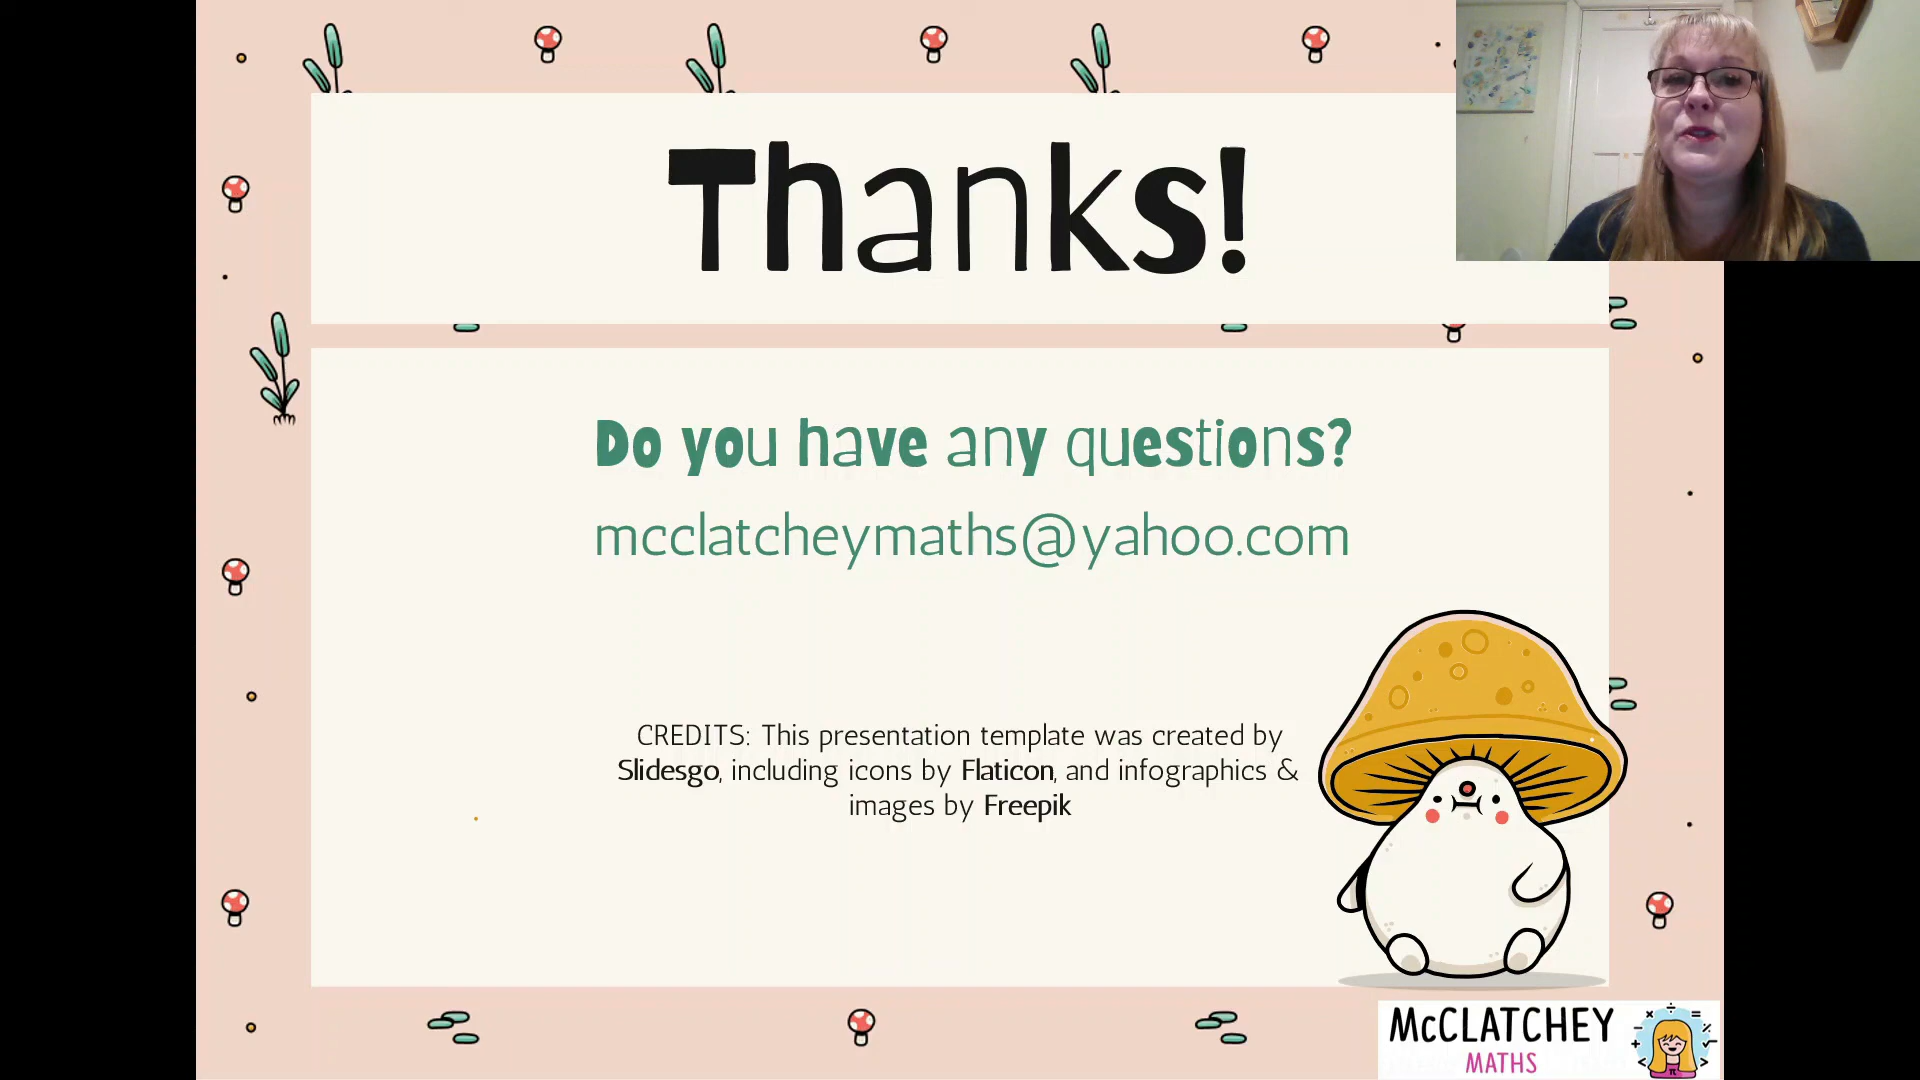 Thanks!
Do you have any questions?
mcclatcheymaths@yahoo.com
CREDITS: This presentation template was created by
Slidesgo, including icons by Flaticon, and infographics &
images by Freepik
McCLATCHEY
MATHS